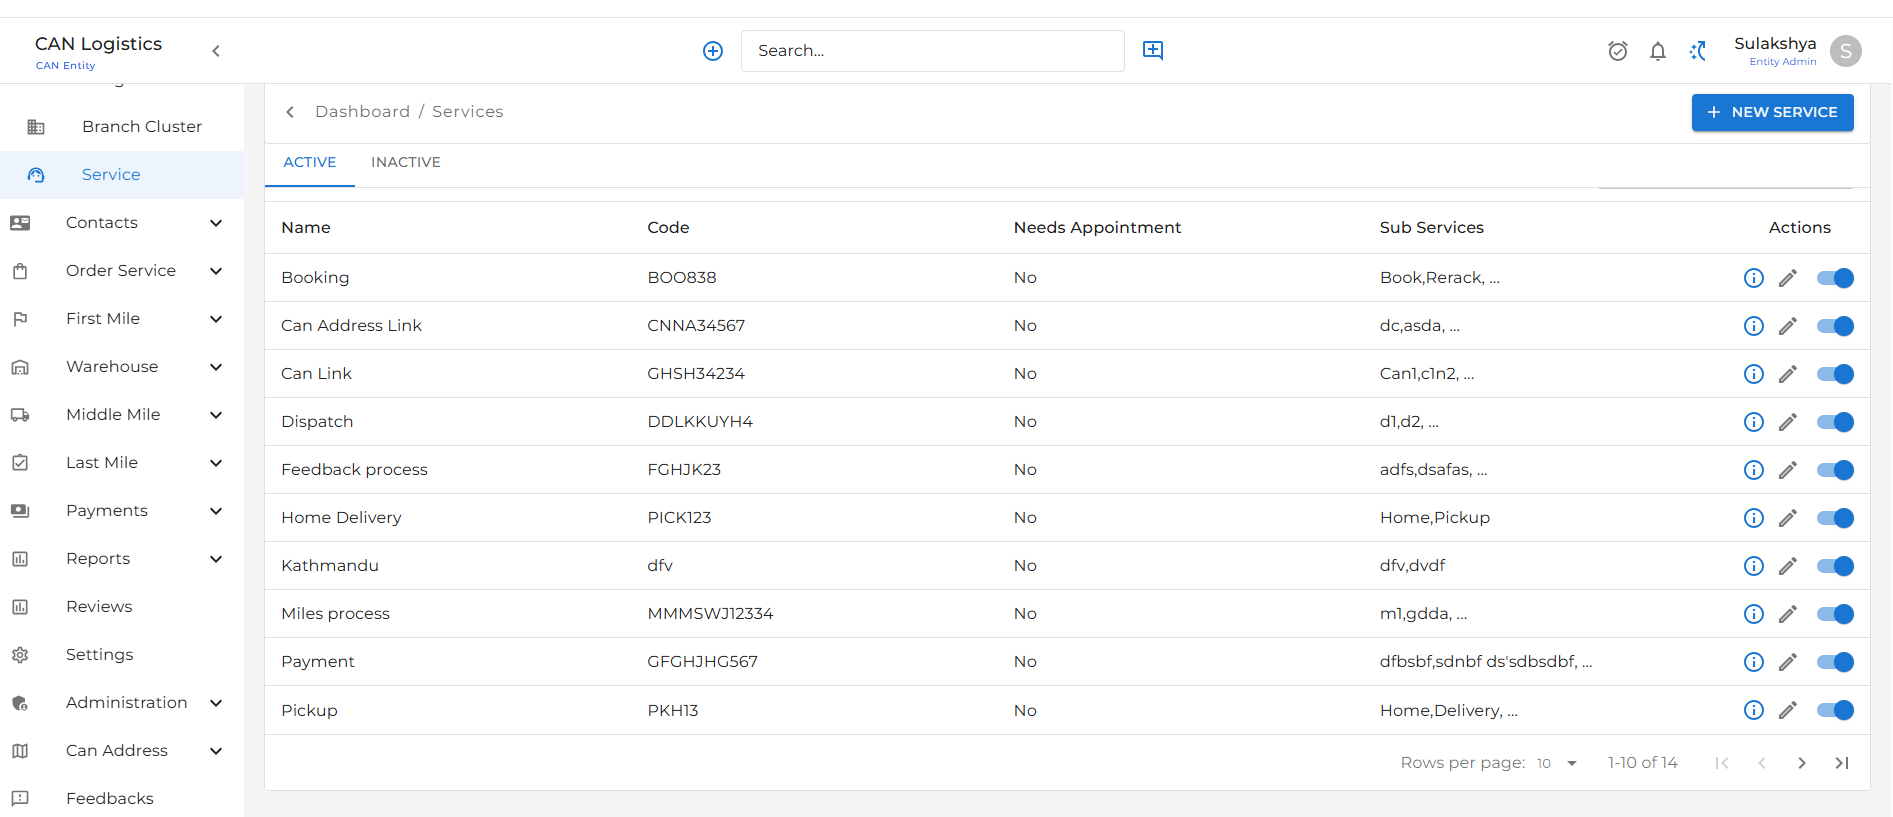 CAN Logistics
CAN Entity
Search...
Sulakshya
Entity Admin
S
Branch Cluster
Service
Contacts
Order Service
First Mile
Warehouse
Middle Mile
Last Mile
Payments
Reports
Reviews
Settings
Administration
Can Address
Feedbacks
Dashboard / Services
+ NEW SERVICE
ACTIVE INACTIVE
Name Code Needs Appointment Sub Services Actions
Booking BOO838 No Book,Rerack, ...
Can Address Link CNNA34567 No dc,asda, ...
Can Link GHSH34234 No Can1,c1n2, ...
Dispatch DDLKKUYH4 No d1,d2, ...
Feedback process FGHJK23 No adfs,dsafas, ...
Home Delivery PICK123 No Home,Pickup
Kathmandu dfv No dfv,dvdf
Miles process MMMSWJ12334 No m1,gdda, ...
Payment GFGHJHG567 No dfbsbf,sdnbf ds'sdbsdbf, ...
Pickup PKH13 No Home,Delivery, ...
Rows per page: 10 1-10 of 14